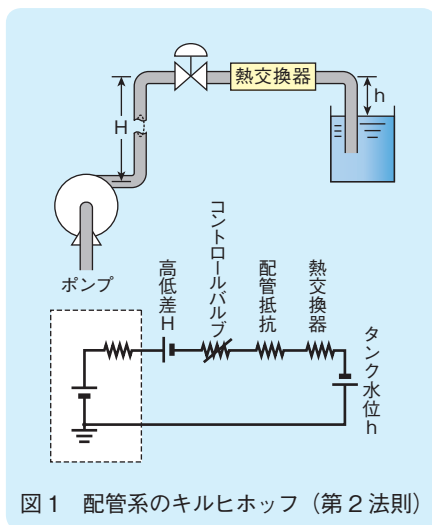 熱交換器
H
h
ポンプ
高低差H
コントロールバルブ
配管抵抗
熱交換器
タンク水位h
図1 配管系のキルヒホッフ（第2法則）